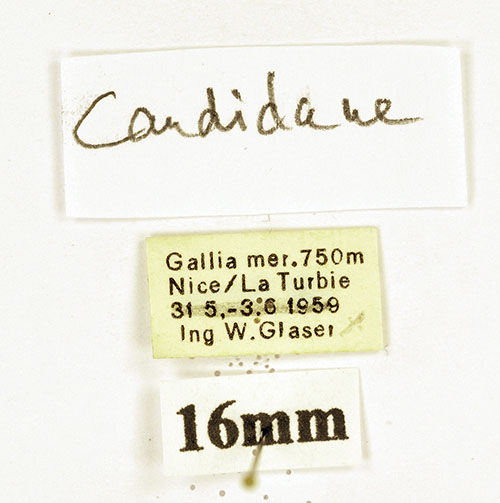 Candidane
Gallia mer.750m
Nice/La Turbie
31 5,-3.6 1959
Ing W.Glaser
16mm